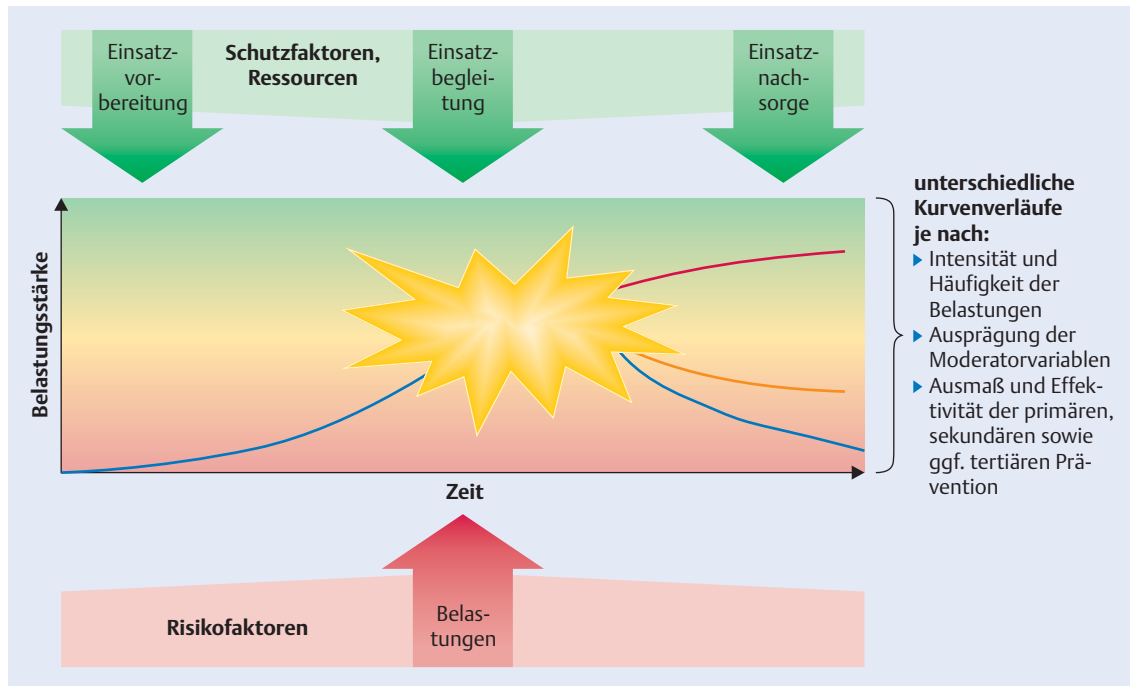 Einsatz-
vor-
bereitung
Schutzfaktoren,
Ressourcen
Einsatz-
beglei-
tung
Einsatz-
nach-
sorge
Belastungsstärke
Zeit
unterschiedliche
Kurvenverläufe
je nach:
▶ Intensität und
Häufigkeit der
Belastungen
▶ Ausprägung der
Moderatorvariablen
▶ Ausmaß und Effek-
tivität der primären,
sekundären sowie
ggf. tertiären Prä-
vention
Risikofaktoren
Belas-
tungen